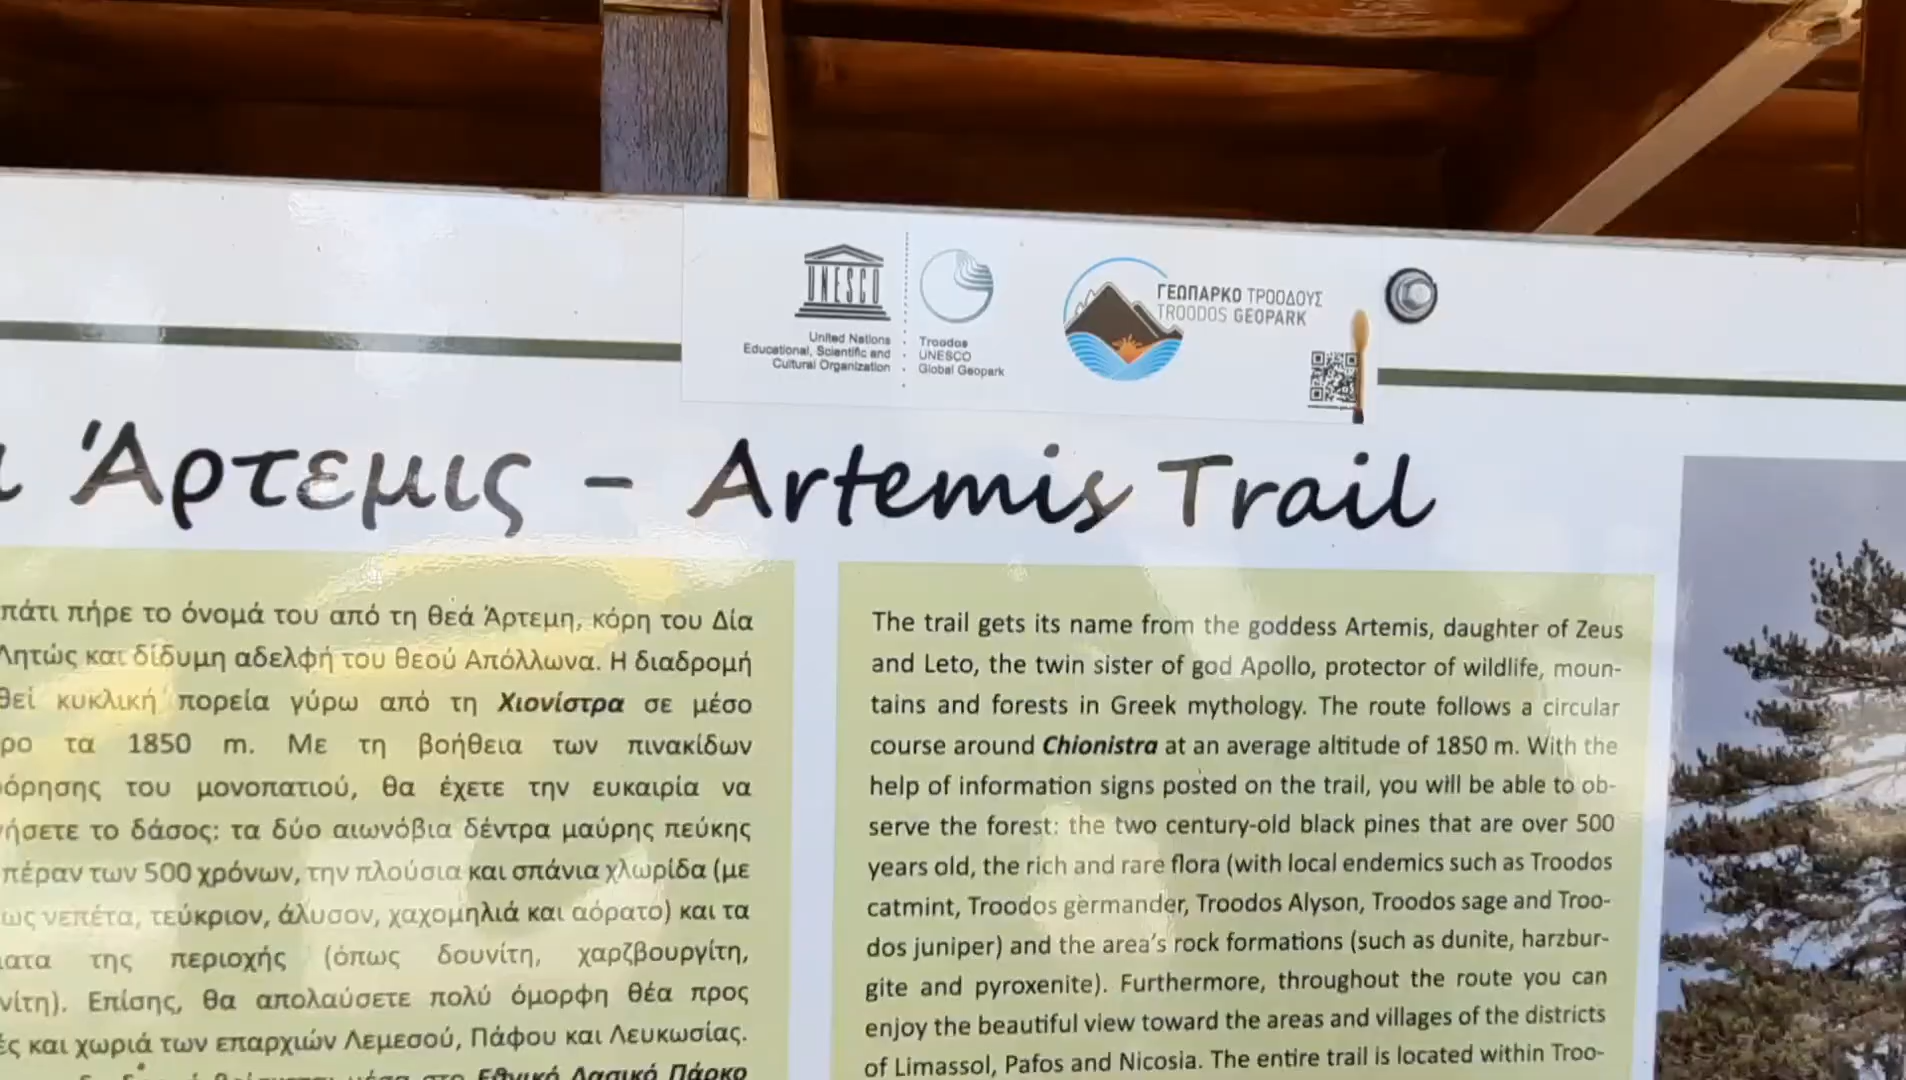 UNESCO
United Nations
Educational, Scientific and
Cultural Organization
Troodos
UNESCO
Global Geopark
ΓΕΩΠΑΡΚΟ ΤΡΟΟΔΟΥΣ
TROODOS GEOPARK
Άρτεμις - Artemis Trail
πάτι πήρε το όνομά του από τη θεά Άρτεμη, κόρη του Δία
Λητώς και δίδυμη αδελφή του θεού Απόλλωνα. Η διαδρομή
θεί κυκλική πορεία γύρω από τη Χιονίστρα σε μέσο
ρο τα 1850 m. Με τη βοήθεια των πινακίδων
όρησης του μονοπατιού, θα έχετε την ευκαιρία να
ήσετε το δάσος: τα δύο αιωνόβια δέντρα μαύρης πεύκης
πέραν των 500 χρόνων, την πλούσια και σπάνια χλωρίδα (με
ως νεπέτα, τεύκριον, άλυσον, χαχομηλιά και αόρατο) και τα
ματα της περιοχής (όπως δουνίτη, χαρζβουργίτη,
νίτη). Επίσης, θα απολαύσετε πολύ όμορφη θέα προς
ές και χωριά των επαρχιών Λεμεσού, Πάφου και Λευκωσίας.
Εθνικό Δασικό Πάρκο
The trail gets its name from the goddess Artemis, daughter of Zeus
and Leto, the twin sister of god Apollo, protector of wildlife, moun-
tains and forests in Greek mythology. The route follows a circular
course around Chionistra at an average altitude of 1850 m. With the
help of information signs posted on the trail, you will be able to ob-
serve the forest: the two century-old black pines that are over 500
years old, the rich and rare flora (with local endemics such as Troodos
catmint, Troodos germander, Troodos Alyson, Troodos sage and Troo-
dos juniper) and the area's rock formations (such as dunite, harzbur-
gite and pyroxenite). Furthermore, throughout the route you can
enjoy the beautiful view toward the areas and villages of the districts
of Limassol, Pafos and Nicosia. The entire trail is located within Troo-